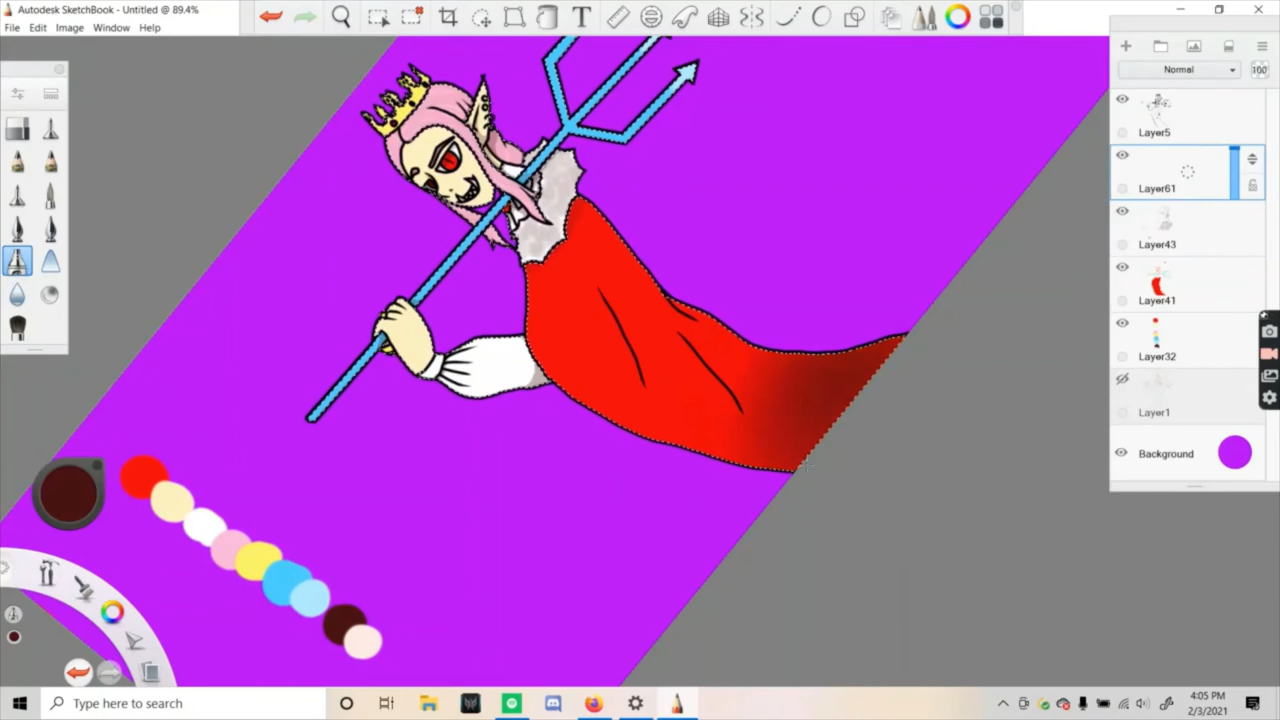 Autodesk SketchBook - Untitled @ 89.4%
File Edit Image Window Help
T
Normal
100
Layer5
Layer61
Layer43
Layer41
Layer32
Layer1
Background
Type here to search
4:05 PM
2/3/2021